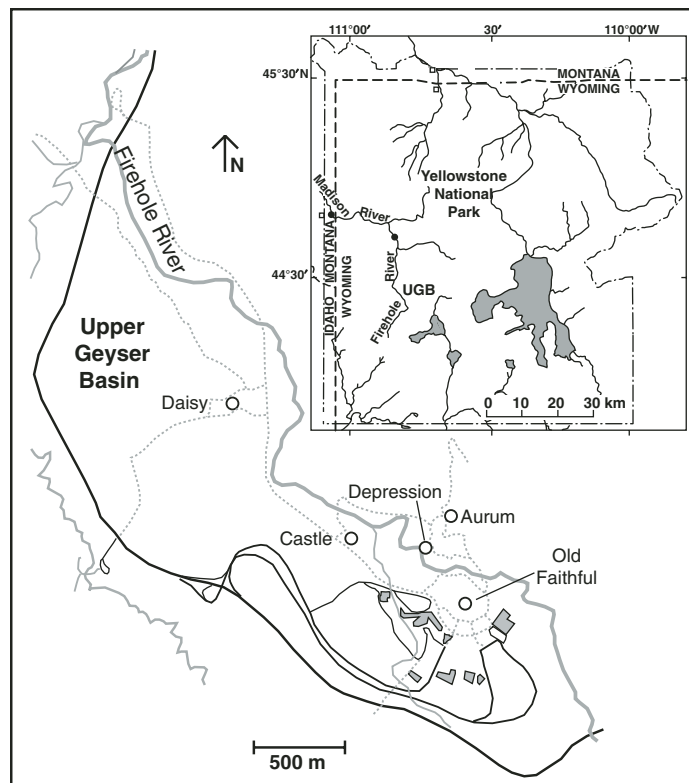 111°00′
30′
110°00′W
45°30′N
MONTANA
WYOMING
N
Firehole River
Yellowstone
National
Park
Madison
River
River
IDAHO
MONTANA
WYOMING
44°30′
UGB
Firehole
Upper
Geyser
Basin
0 10 20 30 km
Daisy
Depression
Aurum
Castle
Old
Faithful
500 m